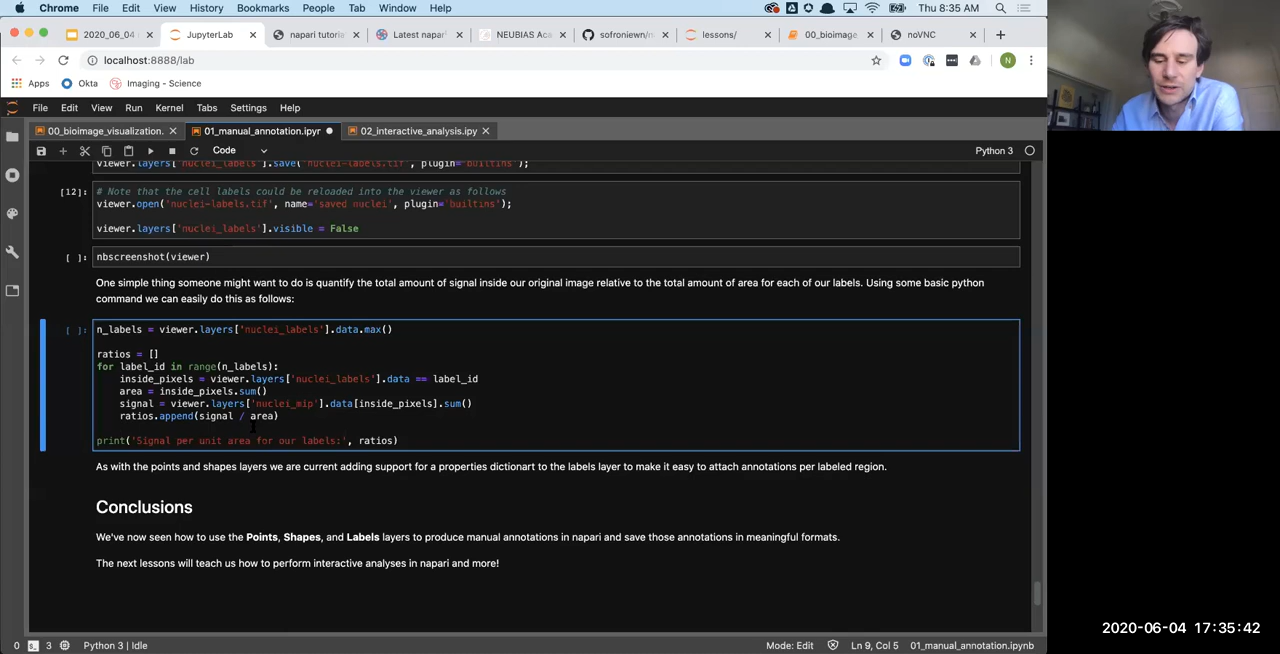 Chrome File Edit View History Bookmarks People Tab Window Help Thu 8:35 AM
2020_06_04 JupyterLab napari tutoria Latest napari NEUBIAS Aca sofroniewn/n lessons/ 00_bioimage noVNC
localhost:8888/lab N
Apps Okta Imaging - Science
File Edit View Run Kernel Tabs Settings Help
00_bioimage_visualization. 01_manual_annotation.ipyr 02_interactive_analysis.ipy
Code Python 3
viewer.layers['nuclei_labels'].save('nuclei-labels.tif', plugin='builtins');
[12]: # Note that the cell labels could be reloaded into the viewer as follows
viewer.open('nuclei-labels.tif', name='saved nuclei', plugin='builtins');
viewer.layers['nuclei_labels'].visible = False
[ ]: nbscreenshot(viewer)
One simple thing someone might want to do is quantify the total amount of signal inside our original image relative to the total amount of area for each of our labels. Using some basic python
command we can easily do this as follows:
[ ]: n_labels = viewer.layers['nuclei_labels'].data.max()
ratios = []
for label_id in range(n_labels):
inside_pixels = viewer.layers['nuclei_labels'].data == label_id
area = inside_pixels.sum()
signal = viewer.layers['nuclei_mip'].data[inside_pixels].sum()
ratios.append(signal / area)
print('Signal per unit area for our labels:', ratios)
As with the points and shapes layers we are current adding support for a properties dictionart to the labels layer to make it easy to attach annotations per labeled region.
Conclusions
We've now seen how to use the Points, Shapes, and Labels layers to produce manual annotations in napari and save those annotations in meaningful formats.
The next lessons will teach us how to perform interactive analyses in napari and more!
2020-06-04 17:35:42
0 3 Python 3 | Idle Mode: Edit Ln 9, Col 5 01_manual_annotation.ipynb